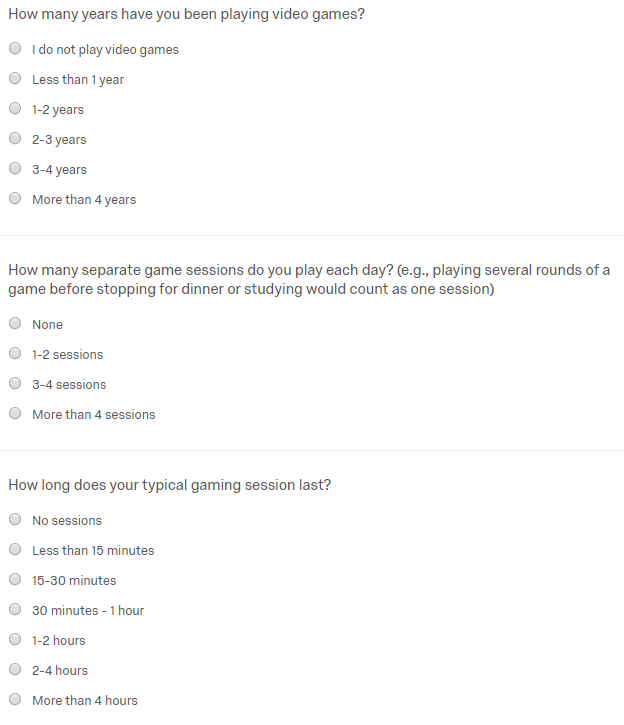 How many years have you been playing video games?
I do not play video games
Less than 1 year
1-2 years
2-3 years
3-4 years
More than 4 years
How many separate game sessions do you play each day? (e.g., playing several rounds of a
game before stopping for dinner or studying would count as one session)
None
1-2 sessions
3-4 sessions
More than 4 sessions
How long does your typical gaming session last?
No sessions
Less than 15 minutes
15-30 minutes
30 minutes - 1 hour
1-2 hours
2-4 hours
More than 4 hours